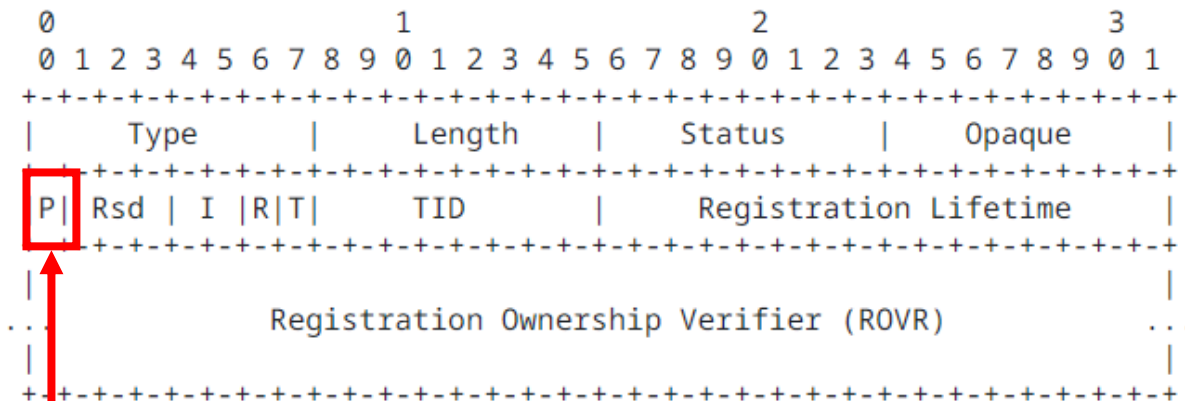 0                   1                   2                   3
0 1 2 3 4 5 6 7 8 9 0 1 2 3 4 5 6 7 8 9 0 1 2 3 4 5 6 7 8 9 0 1
+-+-+-+-+-+-+-+-+-+-+-+-+-+-+-+-+-+-+-+-+-+-+-+-+-+-+-+-+-+-+-+-+
|     Type      |     Length    |    Status     |    Opaque     |
+-+-+-+-+-+-+-+-+-+-+-+-+-+-+-+-+-+-+-+-+-+-+-+-+-+-+-+-+-+-+-+-+
P| Rsd | I |R|T|     TID       |     Registration Lifetime     |
+-+-+-+-+-+-+-+-+-+-+-+-+-+-+-+-+-+-+-+-+-+-+-+-+-+-+-+-+-+-+-+-+
|                                                               |
...            Registration Ownership Verifier (ROVR)            ..
|                                                               |
+-+-+-+-+-+-+-+-+-+-+-+-+-+-+-+-+-+-+-+-+-+-+-+-+-+-+-+-+-+-+-+-+